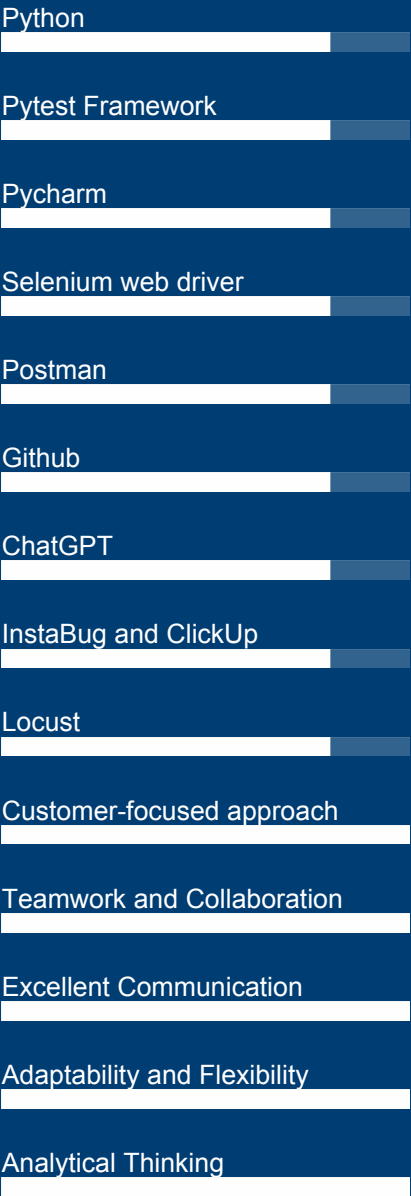 Python
Pytest Framework
Pycharm
Selenium web driver
Postman
Github
ChatGPT
InstaBug and ClickUp
Locust
Customer-focused approach
Teamwork and Collaboration
Excellent Communication
Adaptability and Flexibility
Analytical Thinking